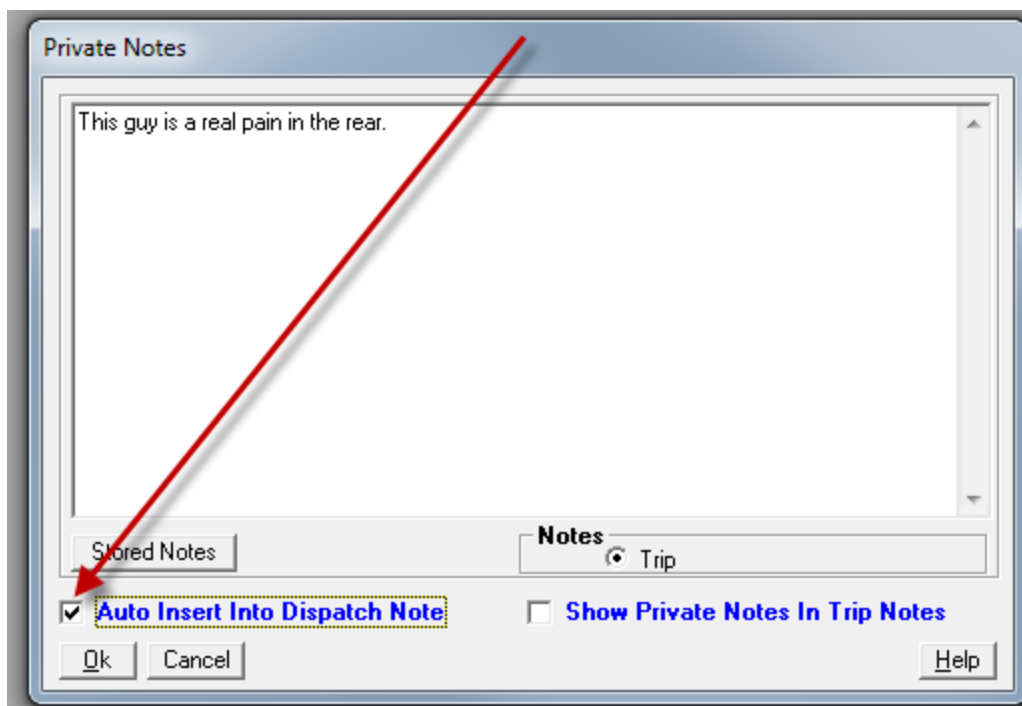 Private Notes
This guy is a real pain in the rear.
Stored Notes
Notes
Trip
Auto Insert Into Dispatch Note
Show Private Notes In Trip Notes
Ok
Cancel
Help